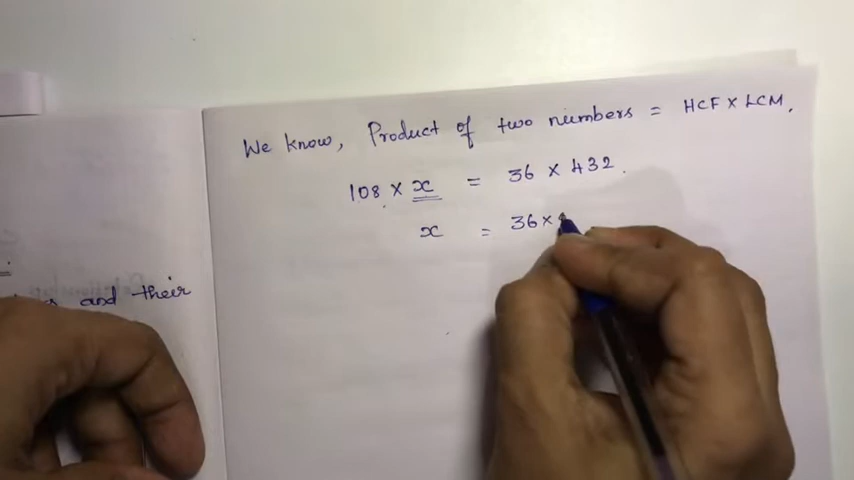 We know, Product of two numbers = HCF × LCM.
108 × x = 36 × 432.
x = 36 ×
and their